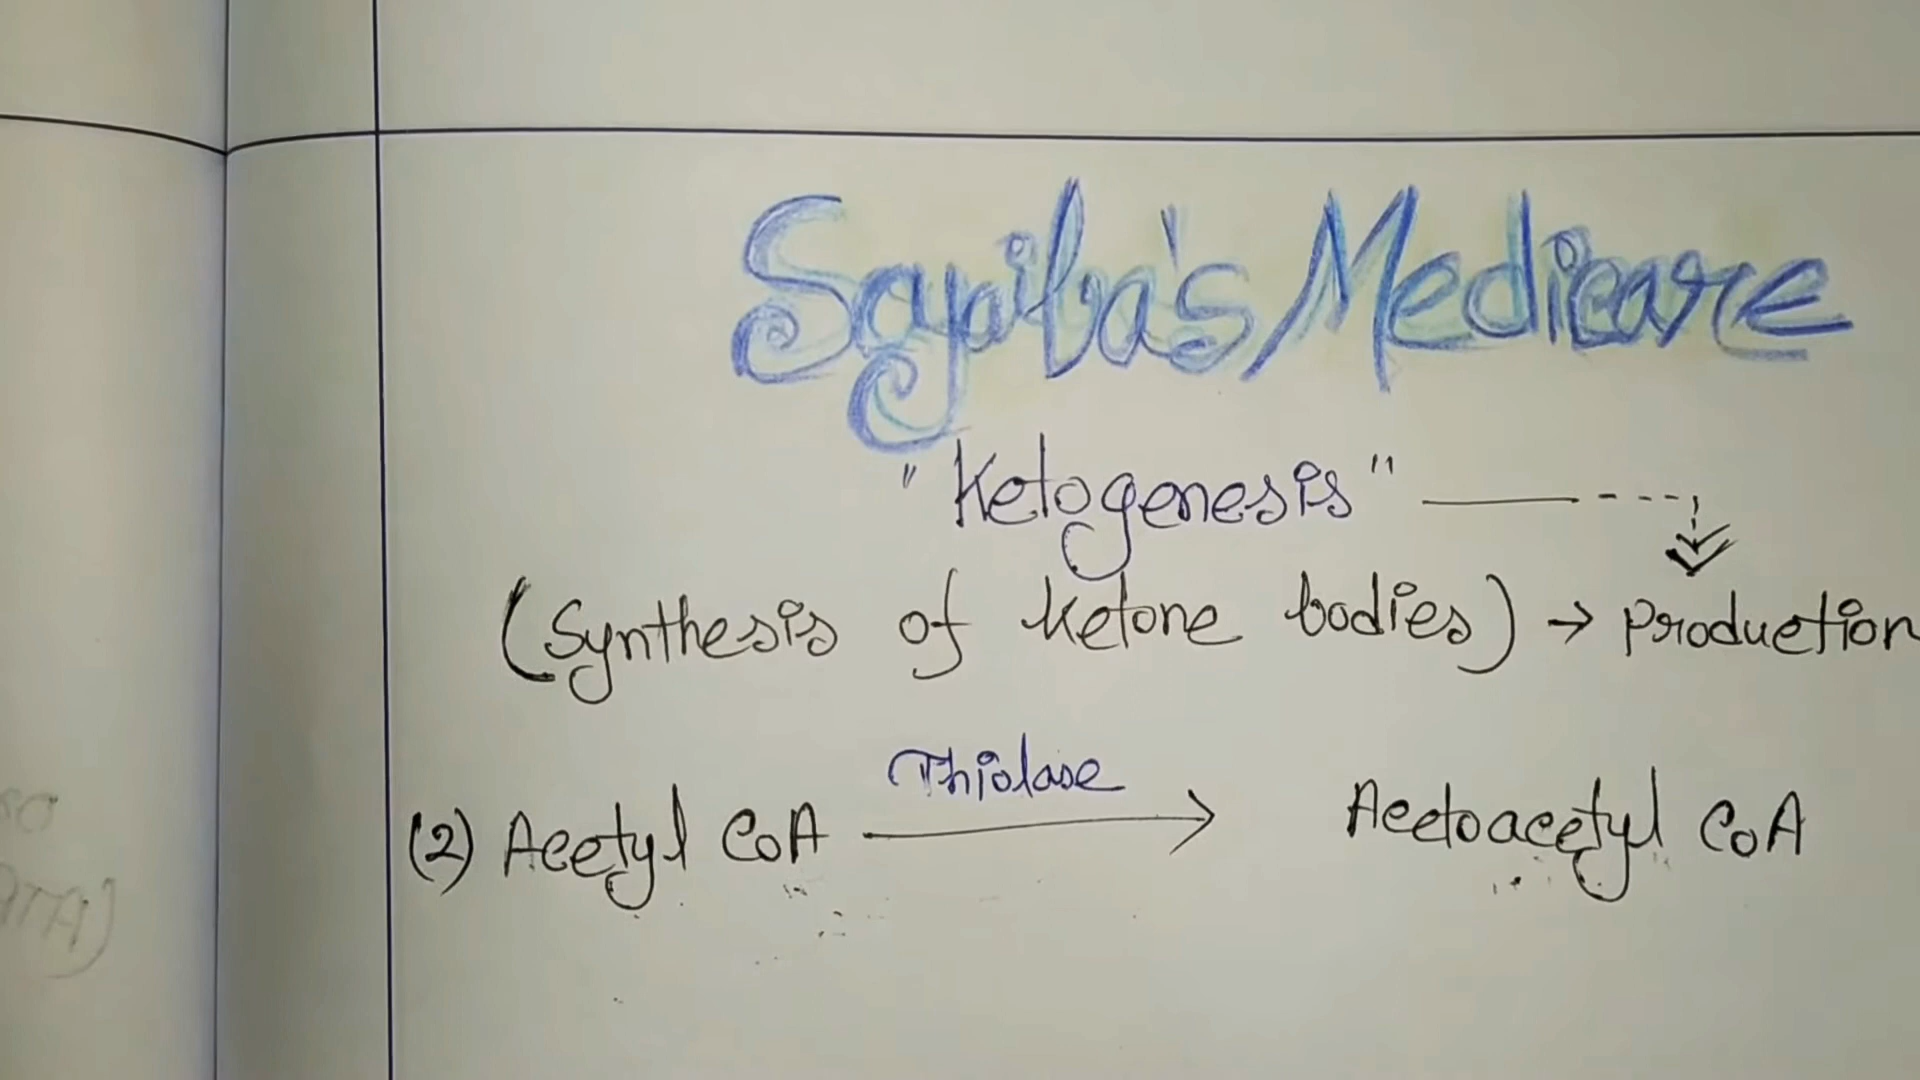 Sayiba's Medicare
"Ketogenesis"
(Synthesis of Ketone bodies) → Production
Thiolase
(2) Acetyl CoA → Acetoacetyl CoA